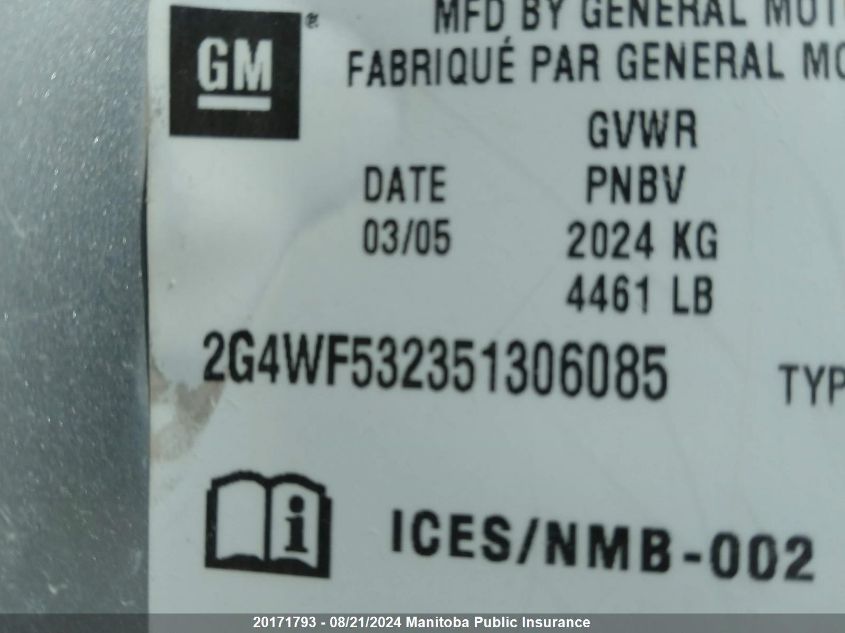 GM®
MFD BY GENERAL MOTO
FABRIQUÉ PAR GENERAL MO
GVWR
DATE PNBV
03/05 2024 KG
4461 LB
2G4WF532351306085 TYP
ICES/NMB-002
20171793 - 08/21/2024 Manitoba Public Insurance